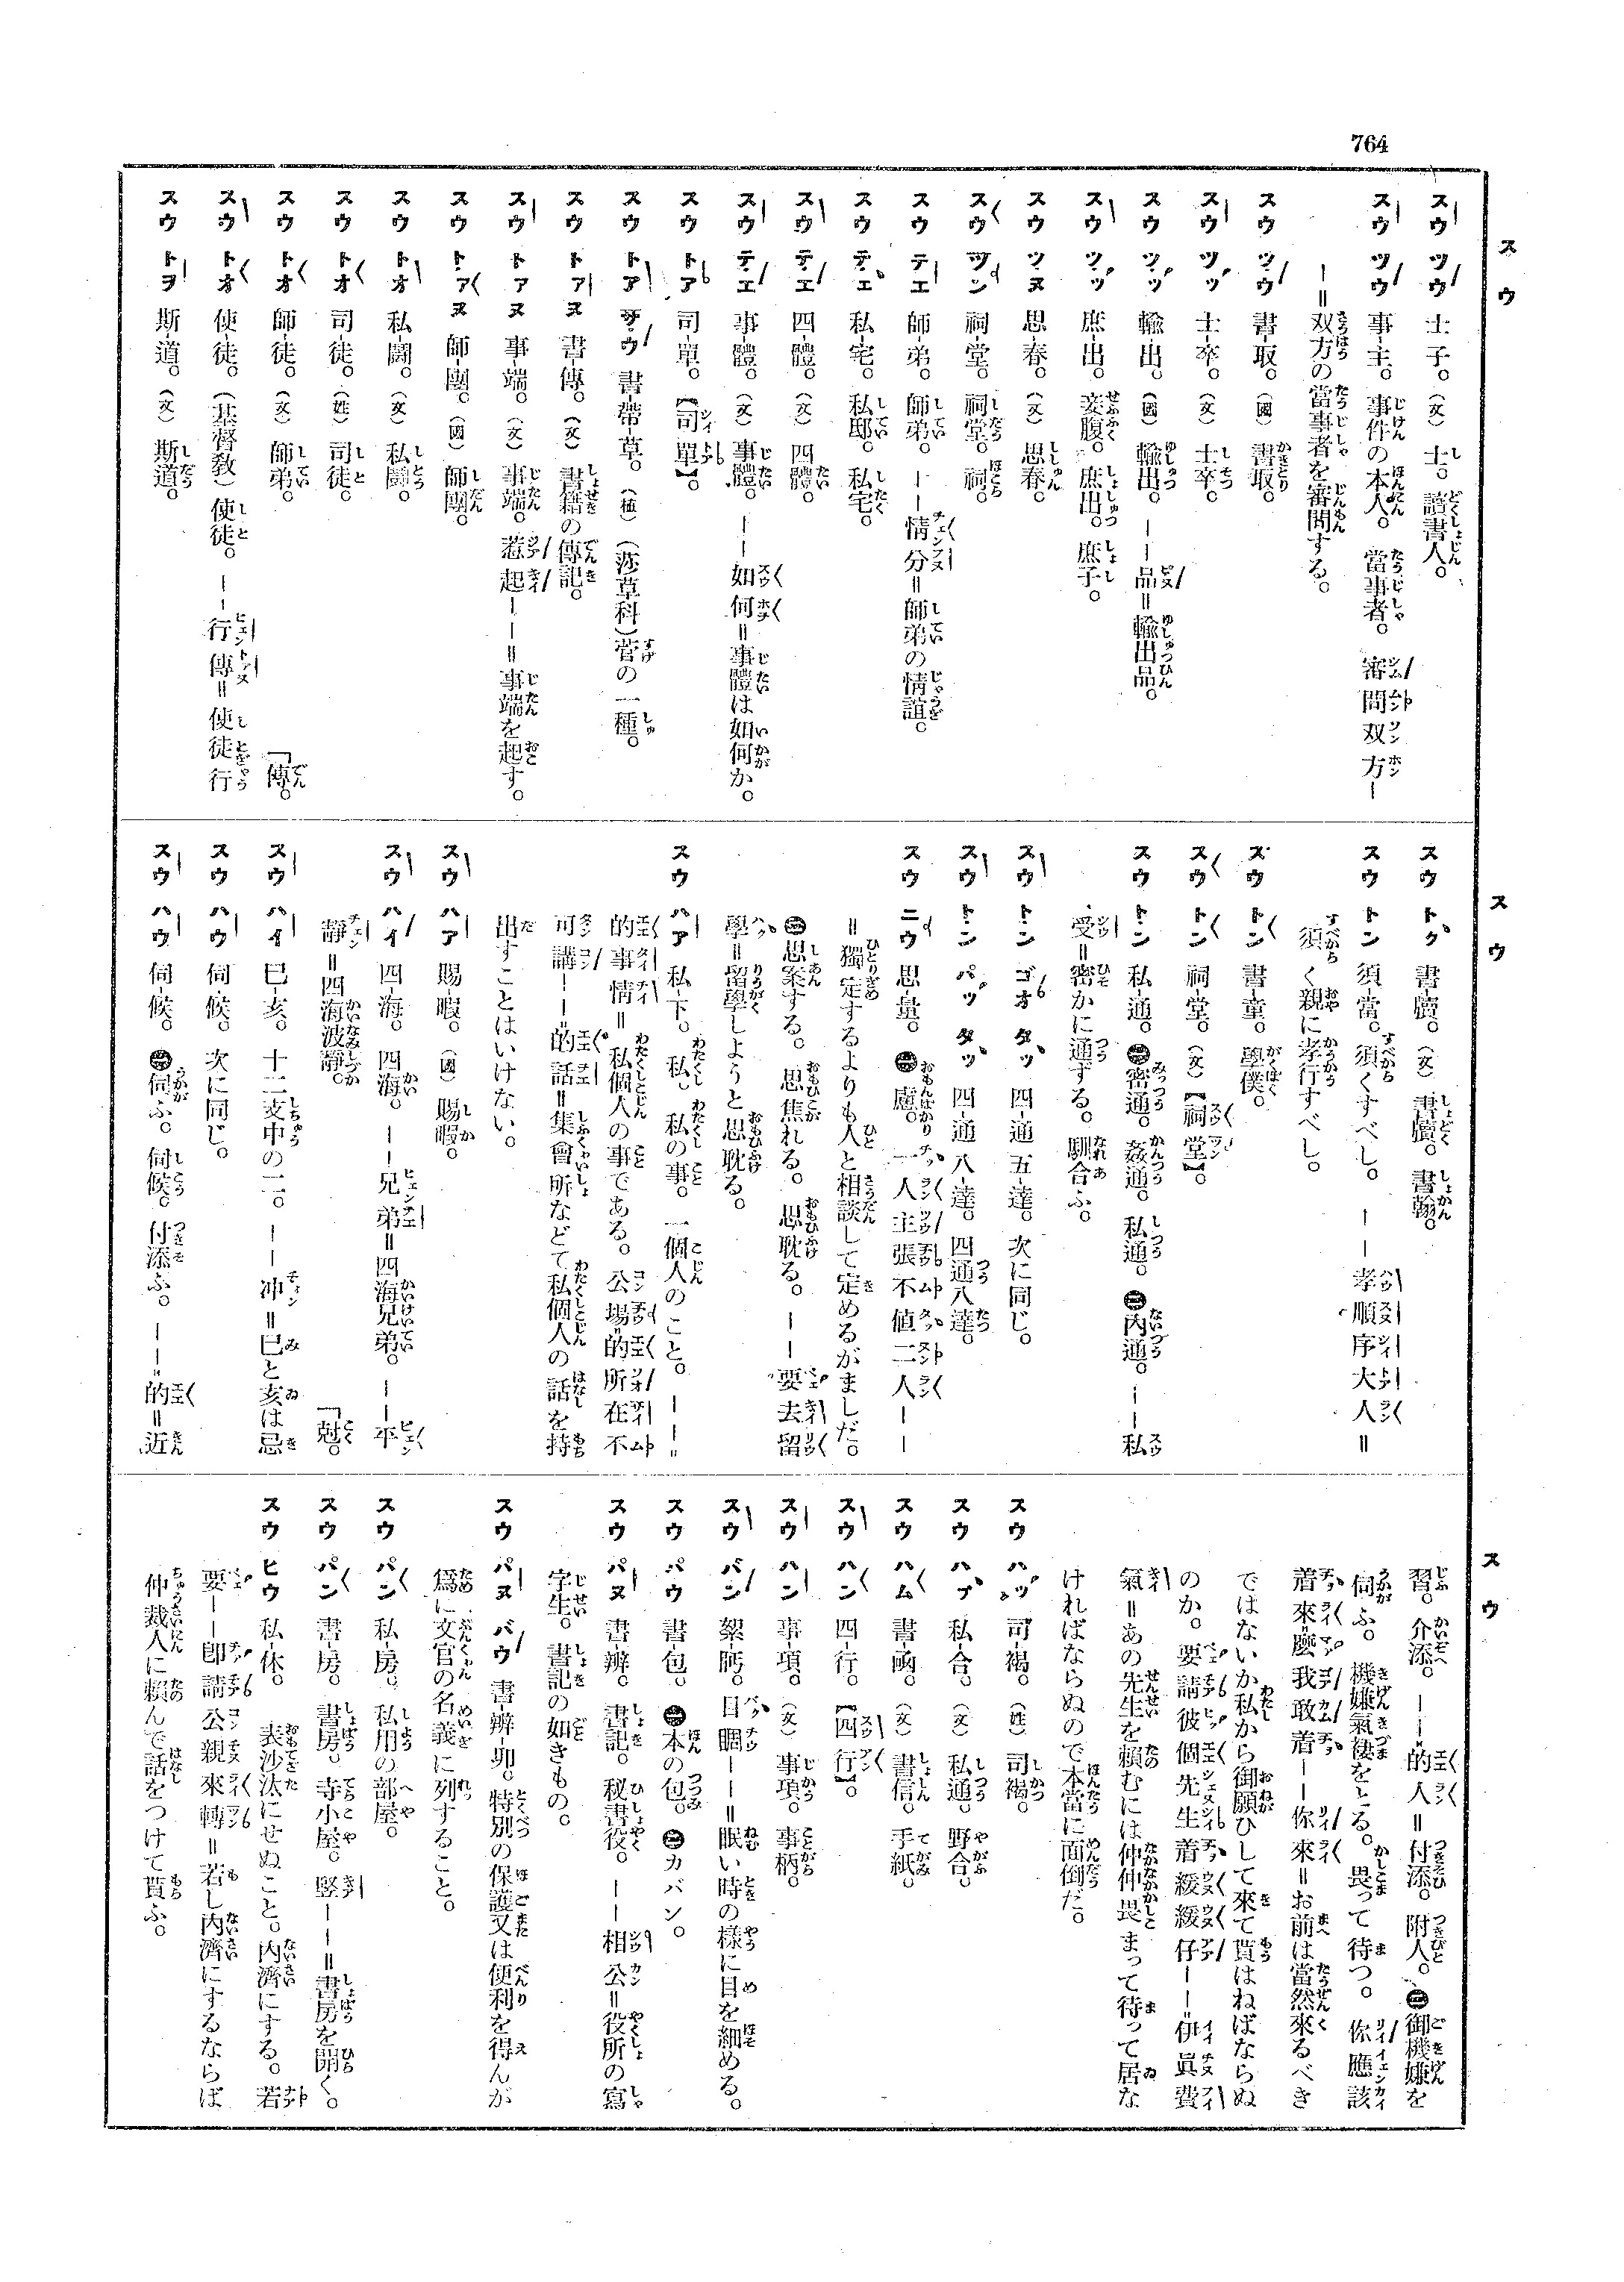 764
スウ
スウ ツウ 士子。(文)士。讀書人。
スウ ツウ 事-主。事件の本人。當事者。審問双方―
―=双方の當事者を審問する。
スウ ツウ 書-取。(國)書取。
スウ ツッ 士-卒。(文)士卒。
スウ ツッ 輸-出。(國)輸出。――品=輸出品。
スウ ツッ 庶-出。妾腹。庶出。庶子。
スウ ツヌ 思-春。(文)思春。
スウ ツン 祠-堂。祠堂。祠。
スウ テエ 師-弟。師弟。――情分=師弟の情誼。
スウ テェ 私-宅。私邸。私宅。
スウ テエ 四-體。(文)四體。
スウ テエ 事-體。(文)事體。――如何=事體は如何か。
スウ トア 司-單。【司單】。
スウ トア ヅウ 書-帶-草。(植)(莎草科)菅の一種。
スウ トアヌ 書-傳。(文)書籍の傳記。
スウ トアヌ 事-端。(文)事端。惹起――=事端を起す。
スウ トアヌ 師-團。(國)師團。
スウ トオ 私-鬪。(文)私鬪。
スウ トオ 司-徒。(姓)司徒。
スウ トオ 師-徒。(文)師弟。「傳。
スウ トオ 使-徒。(基督敎)使徒。――行傳=使徒行
スウ トヲ 斯-道。(文)斯道。
スウ
スウ トク 書-牘。(文)書牘。書翰。
スウ トン 須-當。須くすべし。――孝順序大人=
須く親に孝行すべし。
スウ トン 書-童。學僕。
スウ トン 祠-堂。(文)【祠堂】。
スウ トン 私-通。㊀密通。姦通。私通。㊁內通。――私
受=密かに通ずる。馴合ふ。
スウ トン ゴオ タッ 四-通-五-達。次に同じ。
スウ トン パッ タッ 四-通-八-達。四通八達。
スウ ニウ 思-量。㊀慮。一人主張不値二人――
=獨定するよりも人と相談して定めるがましだ。
㊁思案する。思焦れる。思耽る。――要去留
學=留學しようと思耽る。
スウ ハア 私-下。私。私の事。一個人のこと。――=
的事情=私個人の事である。公場的所在不
可講――的話=集會所などて私個人の話を持
出すことはいけない。
スウ ハア 賜-暇。(國)賜暇。
スウ ハイ 四-海。四海。――兄弟=四海兄弟。――平
靜=四海波靜。「尅。
スウ ハイ 巳-亥。十二支中の二。――冲=巳と亥は忌
スウ ハウ 伺-候。次に同じ。
スウ ハウ 伺-候。㊀伺ふ。伺候。付添ふ。――的=近
スウ
習。介添。――的人=付添。附人。㊁御機嫌を
伺ふ。機嫌氣褄をとる。畏って待つ。你應該
着來麼我敢着――你來=お前は當然來るべき
ではないか私から御願ひして來て貰はねばならぬ
のか。要請彼個先生着緩緩仔――伊眞費
氣=あの先生を賴むには仲仲畏まって待って居な
ければならぬのて本當に面倒だ。
スウ ハッ 司-褐。(姓)司褐。
スウ ハプ 私-合。(文)私通。野合。
スウ ハム 書-函。(文)書信。手紙。
スウ ハン 四-行。【四行】。
スウ ハン 事-項。(文)事項。事柄。
スウ バン 目睭――=眠い時の樣に目を細める。
スウ パウ 書-包。㊀本の包。㊁カバン。
スウ パヌ 書-辨。書記。秘書役。――相公=役所の寫
字生。書記の如きもの。
スウ パヌ バウ 書-辨-卯。特別の保護又は便利を得んが
爲に文官の名義に列すること。
スウ パン 私-房。私用の部屋。
スウ パン 書-房。書房。寺小屋。竪――=書房を開く。
スウ ヒウ 私-休。表沙汰にせぬこと。內濟にする。若
要――卽請公親來轉=若し內濟にするならば
仲裁人に賴んで話をつけて貰ふ。